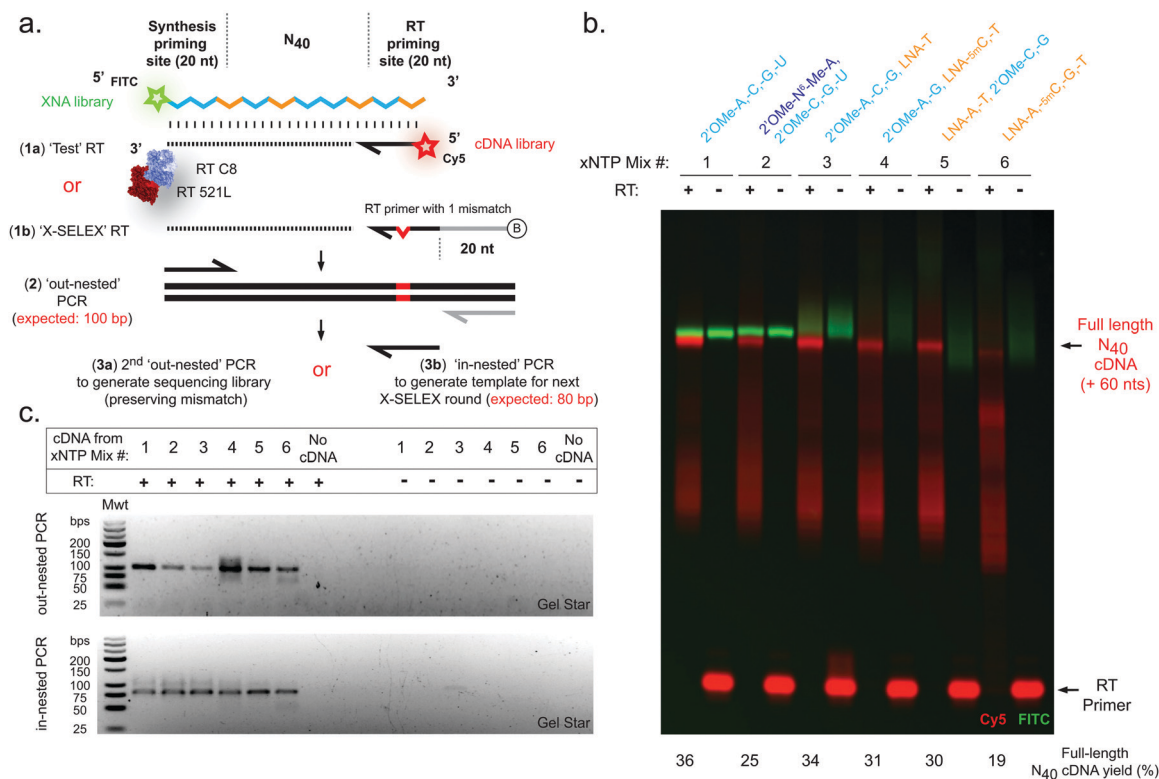 a.
Synthesis priming site (20 nt)
N40
RT priming site (20 nt)
5' FITC
3'
XNA library
(1a) 'Test' RT
3'
5'
Cy5
cDNA library
RT C8
or
RT 521L
RT primer with 1 mismatch
(1b) 'X-SELEX' RT
B
20 nt
(2) 'out-nested' PCR
(expected: 100 bp)
(3a) 2nd 'out-nested' PCR
to generate sequencing library
(preserving mismatch)
or
(3b) 'in-nested' PCR
to generate template for next
X-SELEX round (expected: 80 bp)
b.
2'OMe-A,-C,-G,-U
2'OMe-N6-Me-A,
2'OMe-C,-G,-U
2'OMe-A,-C,-G, LNA-T
2'OMe-A,-G, LNA-5mC,-T
LNA-A,-T, 2'OMe-C,-G
LNA-A,-5mC,-G,-T
xNTP Mix #: 1 2 3 4 5 6
RT: + - + - + - + - + - + -
Full length
N40
cDNA
(+ 60 nts)
RT
Primer
Cy5 FITC
36 25 34 31 30 19
Full-length
N40 cDNA yield (%)
c.
cDNA from
xNTP Mix #: 1 2 3 4 5 6 No cDNA 1 2 3 4 5 6 No cDNA
RT: + + + + + + + - - - - - - -
Mwt
bps
200
150
100
75
50
25
out-nested PCR
Gel Star
bps
200
150
100
75
50
25
in-nested PCR
Gel Star